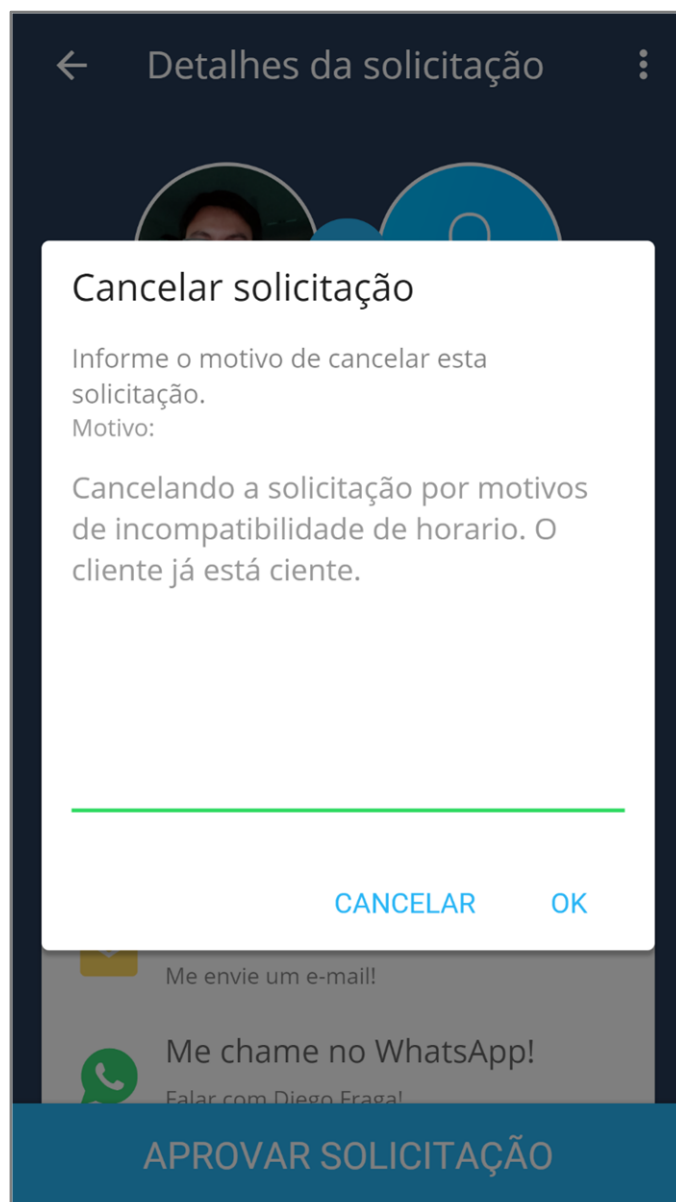 Detalhes da solicitação
Cancelar solicitação
Informe o motivo de cancelar esta
solicitação.
Motivo:
Cancelando a solicitação por motivos
de incompatibilidade de horario. O
cliente já está ciente.
CANCELAR OK
Me envie um e-mail!
Me chame no WhatsApp!
Falar com Diego Fraga!
APROVAR SOLICITAÇÃO